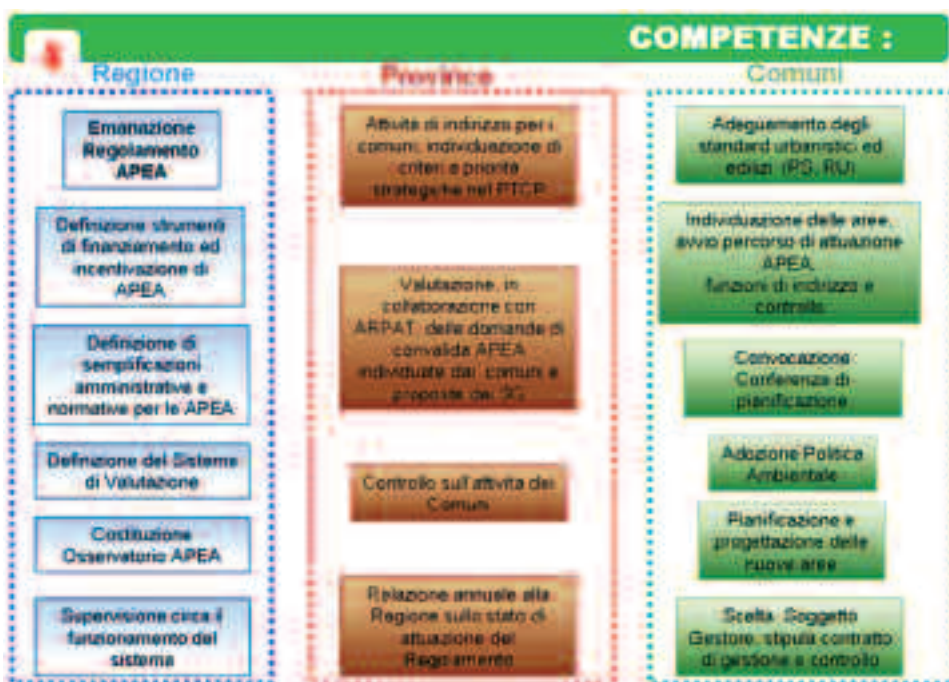 COMPETENZE :
Regione
Emanazione
Regolamento
APEA
Definizione strumenti
di finanziamento ed
incentivazione di
APEA
Definizione di
semplificazioni
amministrative e
normative per le APEA
Definizione del Sistema
di Valutazione
Costituzione
Osservatorio APEA
Supervisione circa il
funzionamento del
sistema
Province
Attività di indirizzo per i
comuni, individuazione di
criteri e priorità
strategiche nel PTCP
Valutazione, in
collaborazione con
ARPAT, delle domande di
convalida APEA
individuate dai comuni e
proposte dai SG
Controllo sull'attività dei
Comuni
Relazione annuale alla
Regione sullo stato di
attuazione del
Regolamento
Comuni
Adeguamento degli
standard urbanistici ed
edilizi (PS, RU)
Individuazione delle aree,
avvio percorso di attuazione
APEA,
funzioni di indirizzo e
controllo
Convocazione
Conferenza di
pianificazione
Adozione Politica
Ambientale
Pianificazione e
progettazione delle
nuove aree
Scelta Soggetto
Gestore, stipula contratto
di gestione e controllo